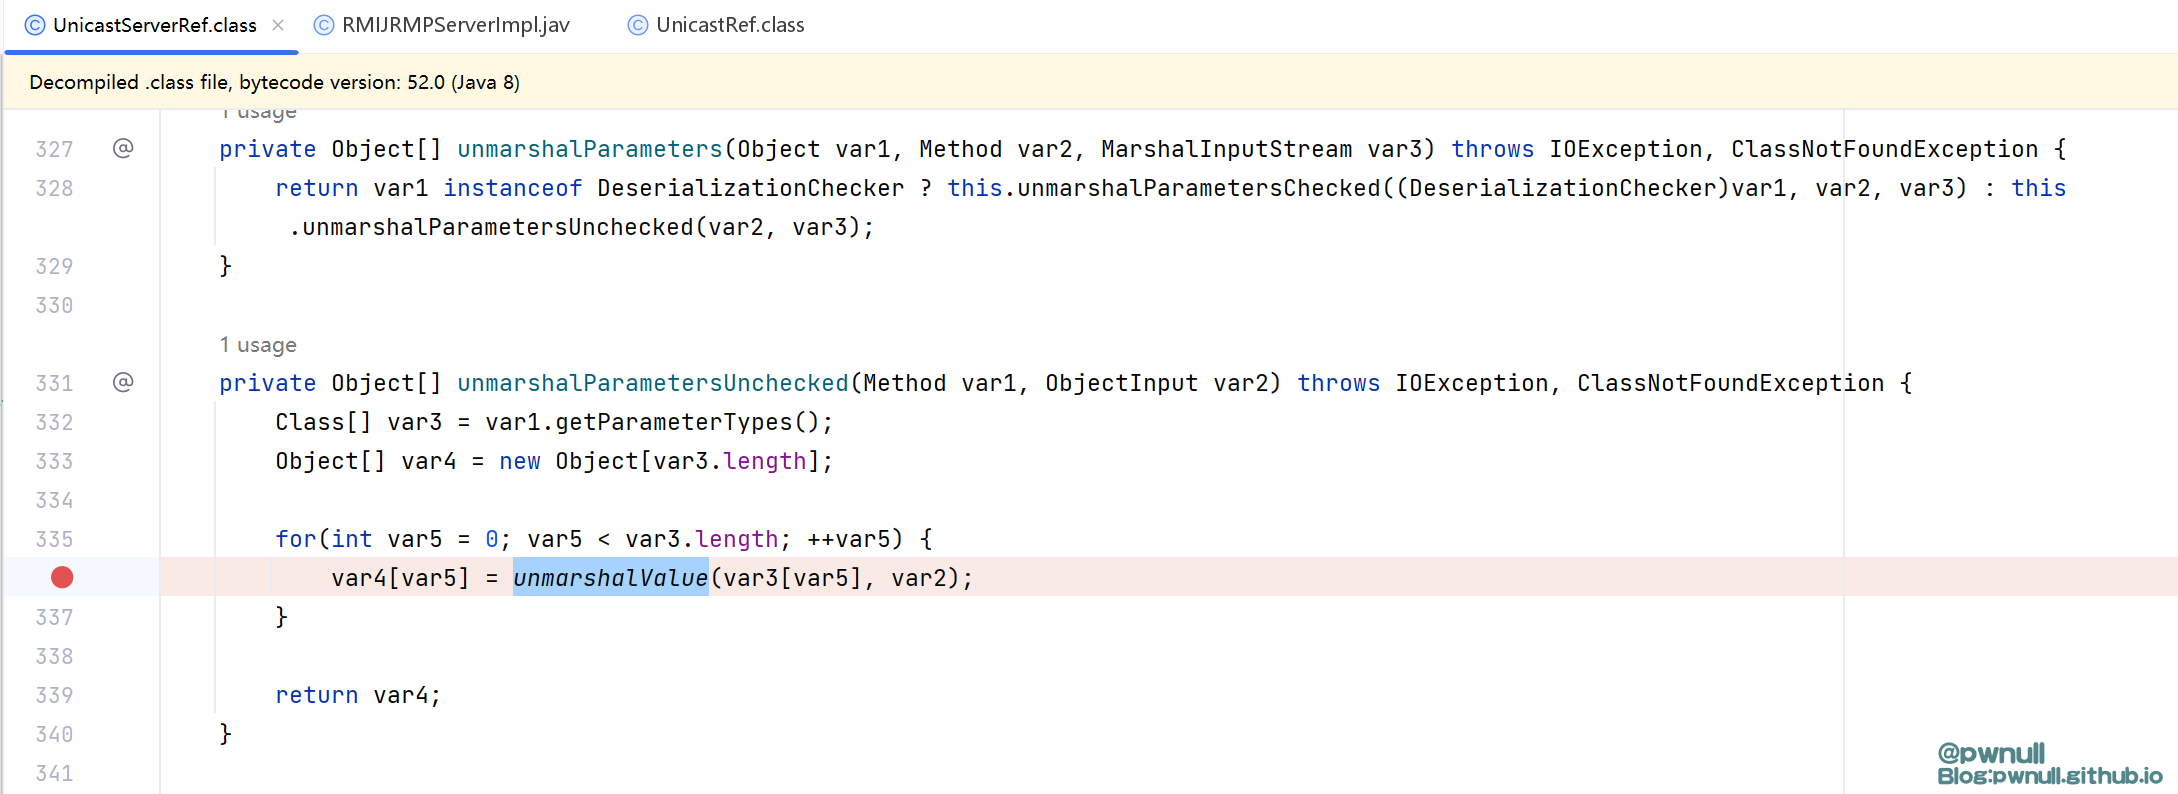 UnicastServerRef.class × RMIJRMPServerImpl.jav UnicastRef.class
Decompiled .class file, bytecode version: 52.0 (Java 8)
1 usage
327 @ private Object[] unmarshalParameters(Object var1, Method var2, MarshalInputStream var3) throws IOException, ClassNotFoundException {
328 return var1 instanceof DeserializationChecker ? this.unmarshalParametersChecked((DeserializationChecker)var1, var2, var3) : this
.unmarshalParametersUnchecked(var2, var3);
329 }
330
1 usage
331 @ private Object[] unmarshalParametersUnchecked(Method var1, ObjectInput var2) throws IOException, ClassNotFoundException {
332 Class[] var3 = var1.getParameterTypes();
333 Object[] var4 = new Object[var3.length];
334
335 for(int var5 = 0; var5 < var3.length; ++var5) {
var4[var5] = unmarshalValue(var3[var5], var2);
337 }
338
339 return var4;
340 }
341
@pwnull
Blog:pwnull.github.io